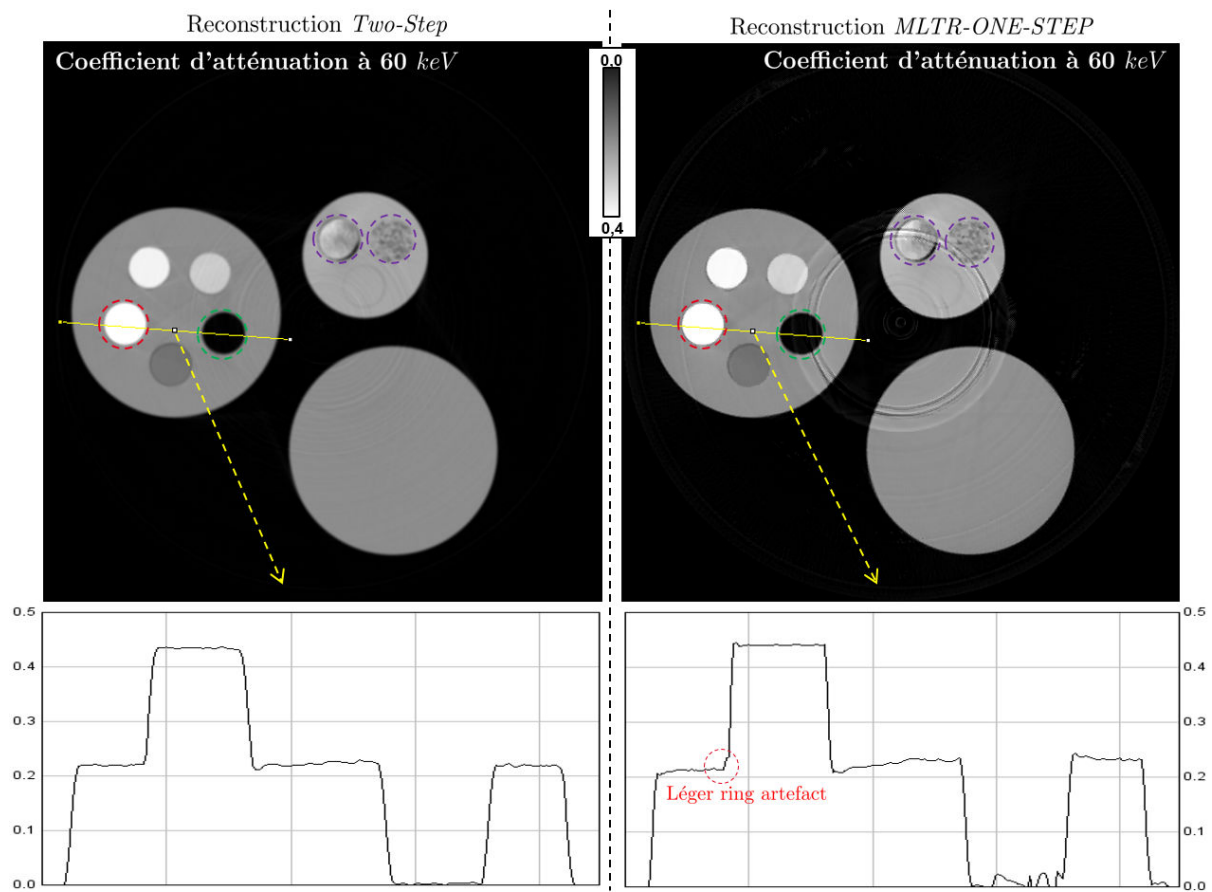 Reconstruction Two-Step
Reconstruction MLTR-ONE-STEP
Coefficient d'atténuation à 60 keV
Coefficient d'atténuation à 60 keV
0.0
0,4
0.5
0.4
0.3
0.2
0.1
0.0
Léger ring artefact
0.5
0.4
0.3
0.2
0.1
0.0